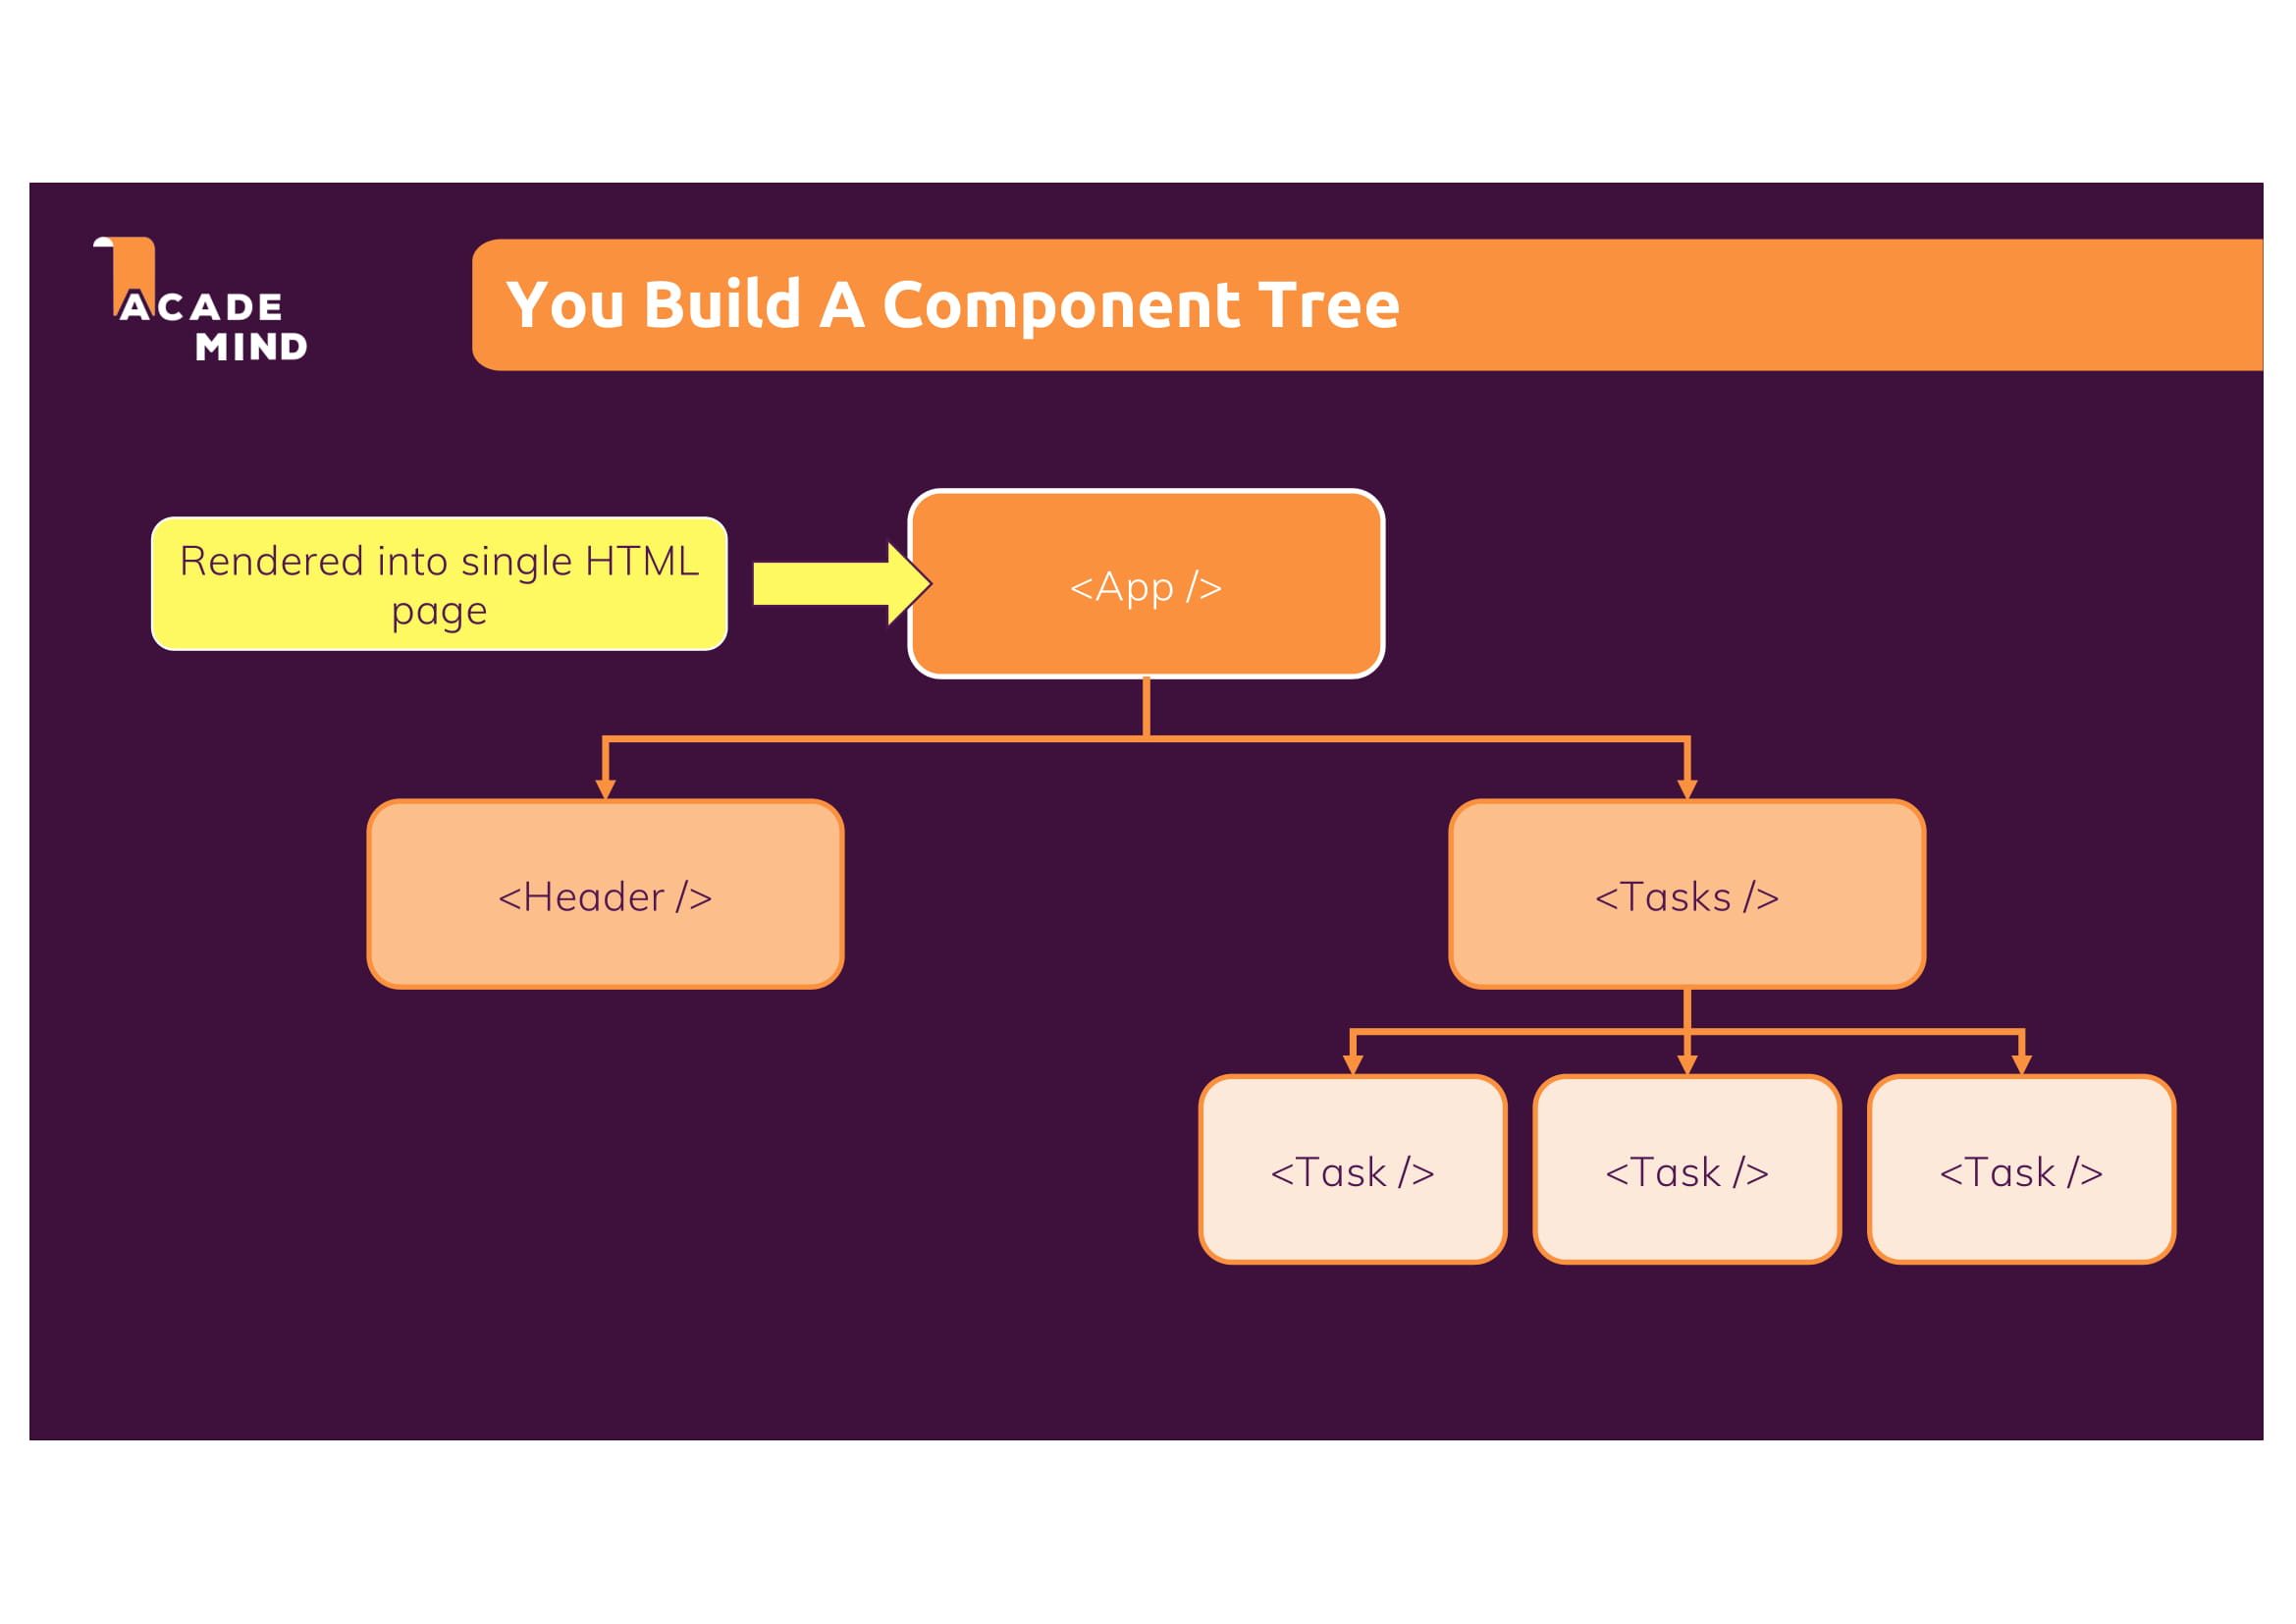 ACADE
MIND
You Build A Component Tree
Rendered into single HTML
page
<App />
<Header />
<Tasks />
<Task />
<Task />
<Task />